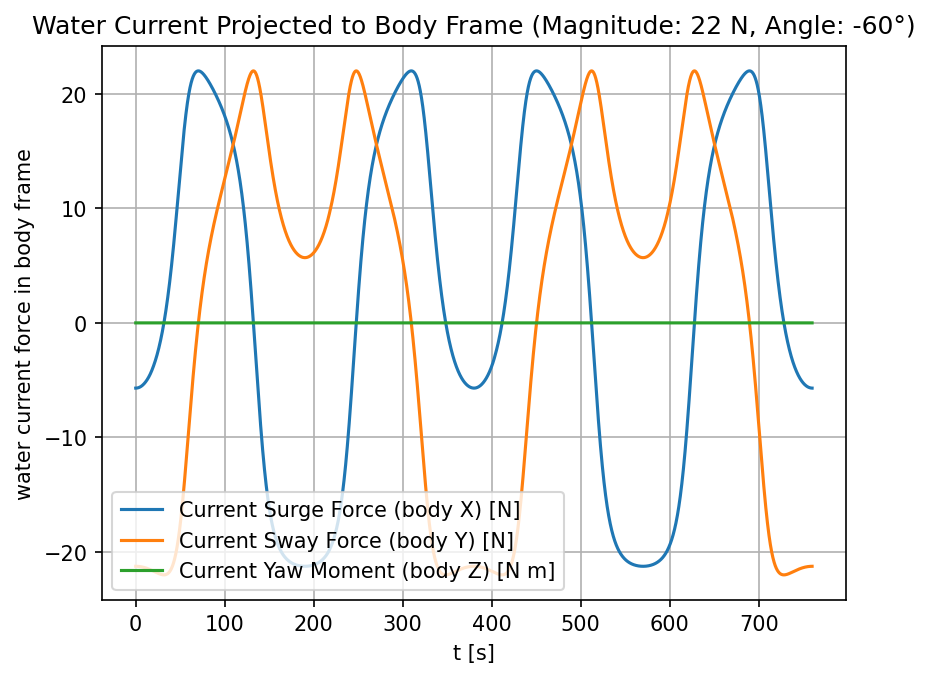 Water Current Projected to Body Frame (Magnitude: 22 N, Angle: -60°)
water current force in body frame
20
10
0
−10
−20
Current Surge Force (body X) [N]
Current Sway Force (body Y) [N]
Current Yaw Moment (body Z) [N m]
0 100 200 300 400 500 600 700
t [s]